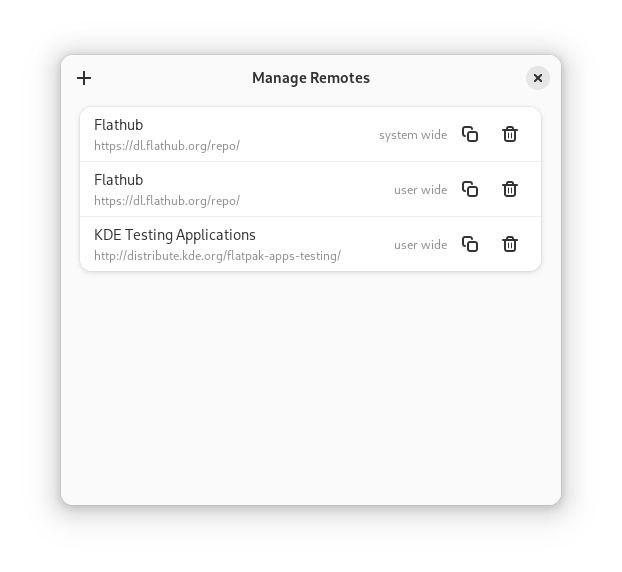 Manage Remotes
Flathub
https://dl.flathub.org/repo/
system wide
Flathub
https://dl.flathub.org/repo/
user wide
KDE Testing Applications
http://distribute.kde.org/flatpak-apps-testing/
user wide